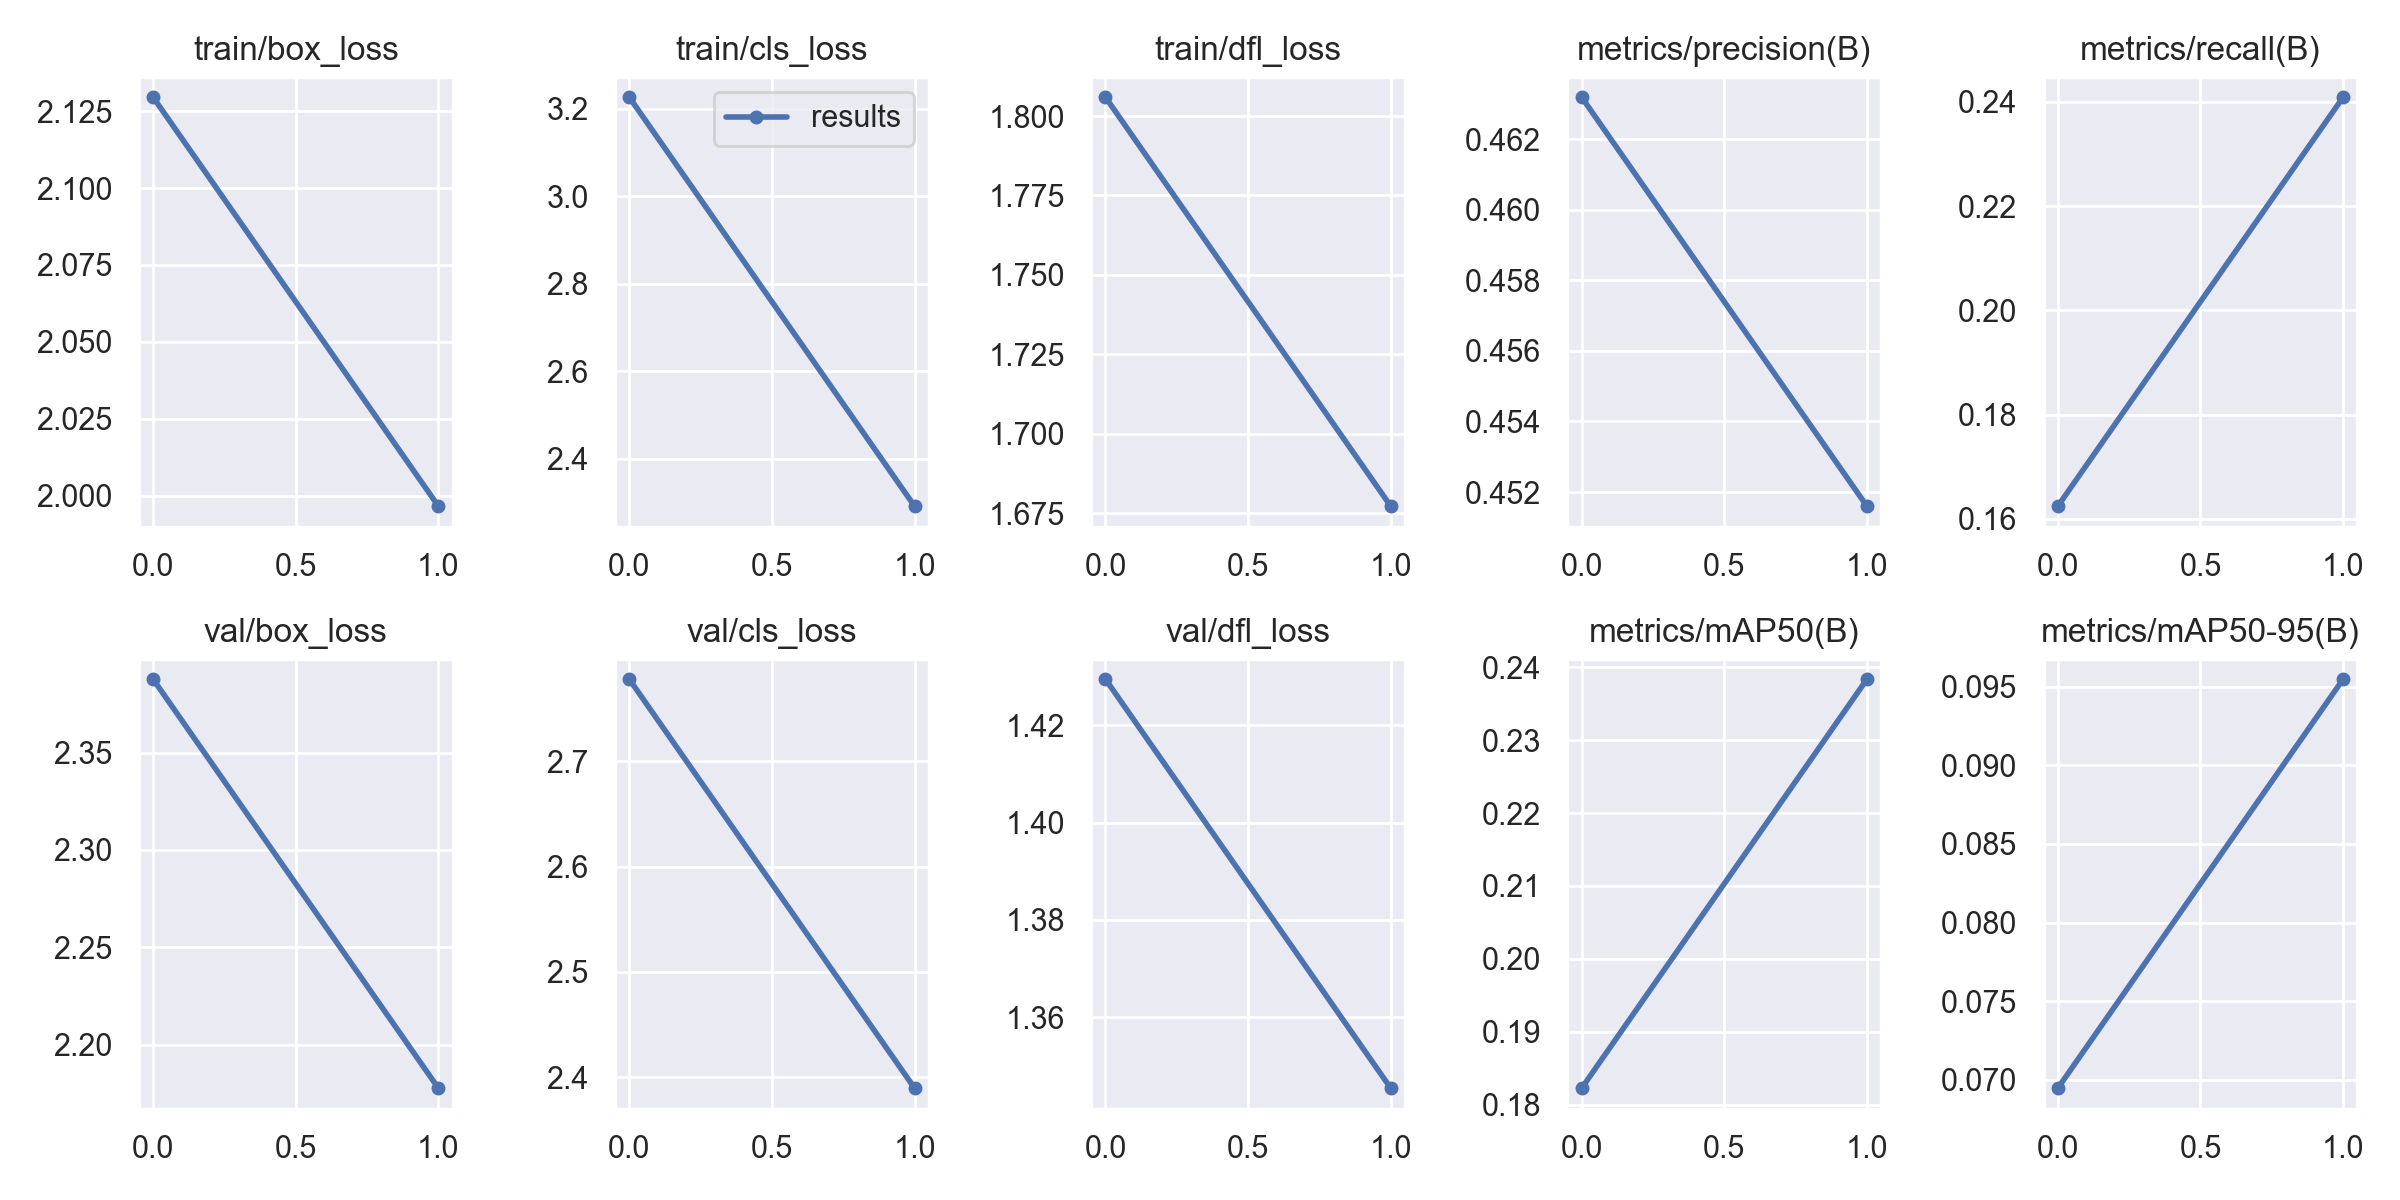 train/box_loss
train/cls_loss
train/dfl_loss
metrics/precision(B)
metrics/recall(B)
2.125
2.100
2.075
2.050
2.025
2.000
0.0 0.5 1.0
results
3.2
3.0
2.8
2.6
2.4
0.0 0.5 1.0
1.800
1.775
1.750
1.725
1.700
1.675
0.0 0.5 1.0
0.462
0.460
0.458
0.456
0.454
0.452
0.0 0.5 1.0
0.24
0.22
0.20
0.18
0.16
0.0 0.5 1.0
val/box_loss
val/cls_loss
val/dfl_loss
metrics/mAP50(B)
metrics/mAP50-95(B)
2.35
2.30
2.25
2.20
0.0 0.5 1.0
2.7
2.6
2.5
2.4
0.0 0.5 1.0
1.42
1.40
1.38
1.36
0.0 0.5 1.0
0.24
0.23
0.22
0.21
0.20
0.19
0.18
0.0 0.5 1.0
0.095
0.090
0.085
0.080
0.075
0.070
0.0 0.5 1.0